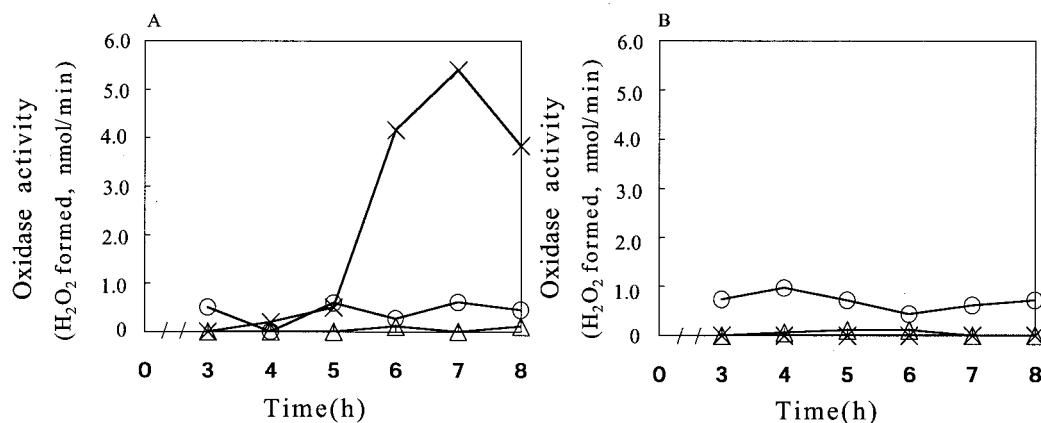 A
Oxidase activity
(H₂O₂ formed, nmol/min)
6.0
5.0
4.0
3.0
2.0
1.0
0
0 3 4 5 6 7 8
Time(h)
B
Oxidase activity
(H₂O₂ formed, nmol/min)
6.0
5.0
4.0
3.0
2.0
1.0
0
0 3 4 5 6 7 8
Time(h)